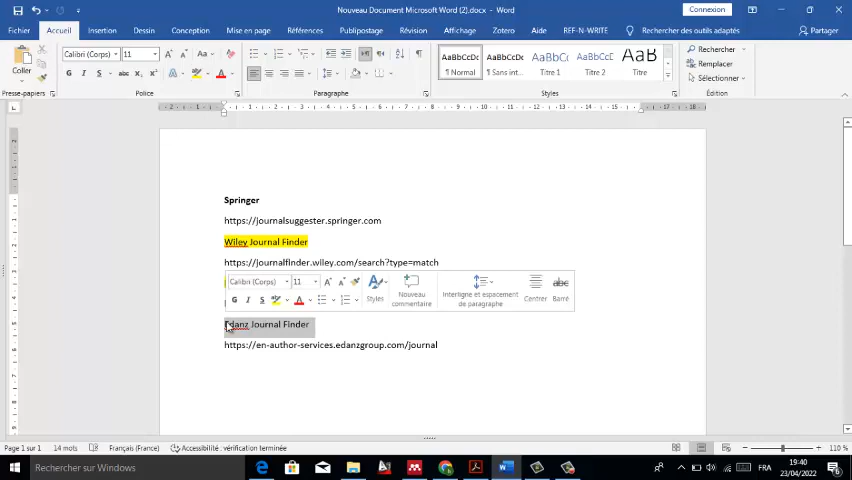 Nouveau Document Microsoft Word (2).docx - Word
Connexion
Fichier Accueil Insertion Dessin Conception Mise en page Références Publipostage Révision Affichage Zotero Aide REF-N-WRITE Rechercher des outils adaptés Partager
Coller
Calibri (Corps) 11
G I S abc x₂ x²
AaBbCcDc AaBbCcDc AaBbCc AaBbCcC AaB
¶ Normal ¶ Sans int... Titre 1 Titre 2 Titre
Rechercher
Remplacer
Sélectionner
Presse-papiers Police Paragraphe Styles Édition
Springer
https://journalsuggester.springer.com
Wiley Journal Finder
https://journalfinder.wiley.com/search?type=match
Calibri (Corps) 11
G I S
Styles
Nouveau
commentaire
Interligne et espacement
de paragraphe
Centrer
Barré
Edanz Journal Finder
https://en-author-services.edanzgroup.com/journal
Page 1 sur 1 14 mots Français (France) Accessibilité : vérification terminée 110 %
Rechercher sur Windows
FRA
19:40
23/04/2022